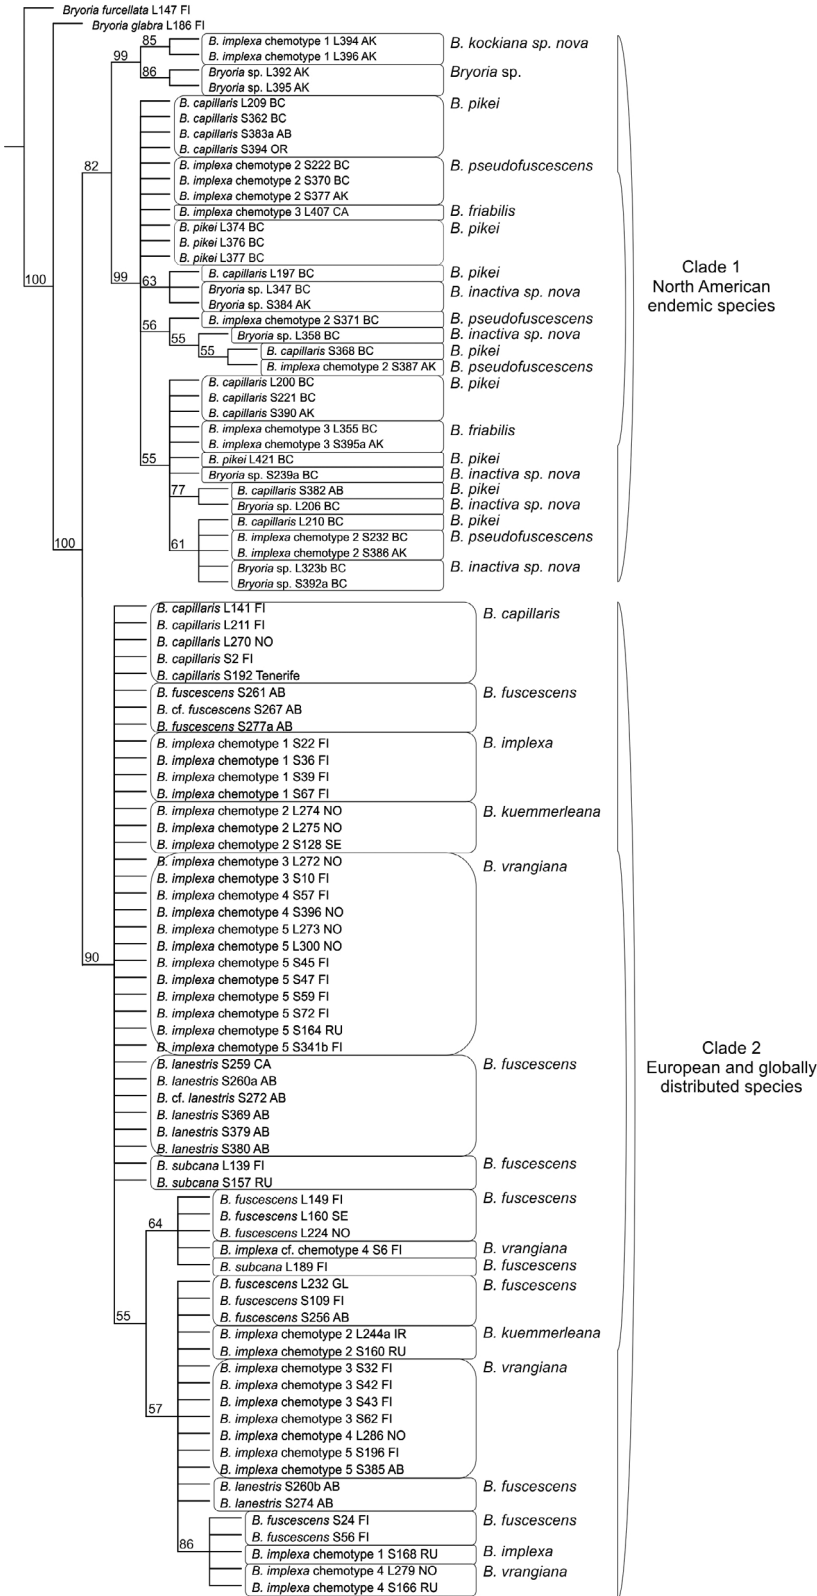 Bryoria furcellata L147 FI
Bryoria glabra L186 FI
85
B. implexa chemotype 1 L394 AK
B. kockiana sp. nova
B. implexa chemotype 1 L396 AK
99
86
Bryoria sp. L392 AK
Bryoria sp.
Bryoria sp. L395 AK
B. capillaris L209 BC
B. pikei
B. capillaris S362 BC
B. capillaris S383a AB
B. capillaris S394 OR
82
B. implexa chemotype 2 S222 BC
B. pseudofuscescens
B. implexa chemotype 2 S370 BC
B. implexa chemotype 2 S377 AK
B. implexa chemotype 3 L407 CA
B. friabilis
B. pikei L374 BC
B. pikei
B. pikei L376 BC
B. pikei L377 BC
100
99
63
B. capillaris L197 BC
B. pikei
Bryoria sp. L347 BC
B. inactiva sp. nova
Bryoria sp. S384 AK
56
B. implexa chemotype 2 S371 BC
B. pseudofuscescens
55
Bryoria sp. L358 BC
B. inactiva sp. nova
55
B. capillaris S368 BC
B. pikei
B. implexa chemotype 2 S387 AK
B. pseudofuscescens
B. capillaris L200 BC
B. pikei
B. capillaris S221 BC
B. capillaris S390 AK
B. implexa chemotype 3 L355 BC
B. friabilis
B. implexa chemotype 3 S395a AK
55
B. pikei L421 BC
B. pikei
Bryoria sp. S239a BC
B. inactiva sp. nova
77
B. capillaris S382 AB
B. pikei
Bryoria sp. L206 BC
B. inactiva sp. nova
B. capillaris L210 BC
B. pikei
100
61
B. implexa chemotype 2 S232 BC
B. pseudofuscescens
B. implexa chemotype 2 S386 AK
Bryoria sp. L323b BC
B. inactiva sp. nova
Bryoria sp. S392a BC
Clade 1
North American
endemic species
B. capillaris L141 FI
B. capillaris
B. capillaris L211 FI
B. capillaris L270 NO
B. capillaris S2 FI
B. capillaris S192 Tenerife
B. fuscescens S261 AB
B. fuscescens
B. cf. fuscescens S267 AB
B. fuscescens S277a AB
B. implexa chemotype 1 S22 FI
B. implexa
B. implexa chemotype 1 S36 FI
B. implexa chemotype 1 S39 FI
B. implexa chemotype 1 S67 FI
B. implexa chemotype 2 L274 NO
B. kuemmerleana
B. implexa chemotype 2 L275 NO
B. implexa chemotype 2 S128 SE
B. implexa chemotype 3 L272 NO
B. vrangiana
B. implexa chemotype 3 S10 FI
B. implexa chemotype 4 S57 FI
B. implexa chemotype 4 S396 NO
B. implexa chemotype 5 L273 NO
B. implexa chemotype 5 L300 NO
90
B. implexa chemotype 5 S45 FI
B. implexa chemotype 5 S47 FI
B. implexa chemotype 5 S59 FI
B. implexa chemotype 5 S72 FI
B. implexa chemotype 5 S164 RU
B. implexa chemotype 5 S341b FI
B. lanestris S259 CA
B. fuscescens
B. lanestris S260a AB
B. cf. lanestris S272 AB
B. lanestris S369 AB
B. lanestris S379 AB
B. lanestris S380 AB
B. subcana L139 FI
B. fuscescens
B. subcana S157 RU
B. fuscescens L149 FI
B. fuscescens
B. fuscescens L160 SE
64
B. fuscescens L224 NO
B. implexa cf. chemotype 4 S6 FI
B. vrangiana
B. subcana L189 FI
B. fuscescens
B. fuscescens L232 GL
B. fuscescens
B. fuscescens S109 FI
55
B. fuscescens S256 AB
B. implexa chemotype 2 L244a IR
B. kuemmerleana
B. implexa chemotype 2 S160 RU
B. implexa chemotype 3 S32 FI
B. vrangiana
B. implexa chemotype 3 S42 FI
B. implexa chemotype 3 S43 FI
57
B. implexa chemotype 3 S62 FI
B. implexa chemotype 4 L286 NO
B. implexa chemotype 5 S196 FI
B. implexa chemotype 5 S385 AB
B. lanestris S260b AB
B. fuscescens
B. lanestris S274 AB
B. fuscescens S24 FI
B. fuscescens
B. fuscescens S56 FI
86
B. implexa chemotype 1 S168 RU
B. implexa
B. implexa chemotype 4 L279 NO
B. vrangiana
B. implexa chemotype 4 S166 RU
Clade 2
European and globally
distributed species